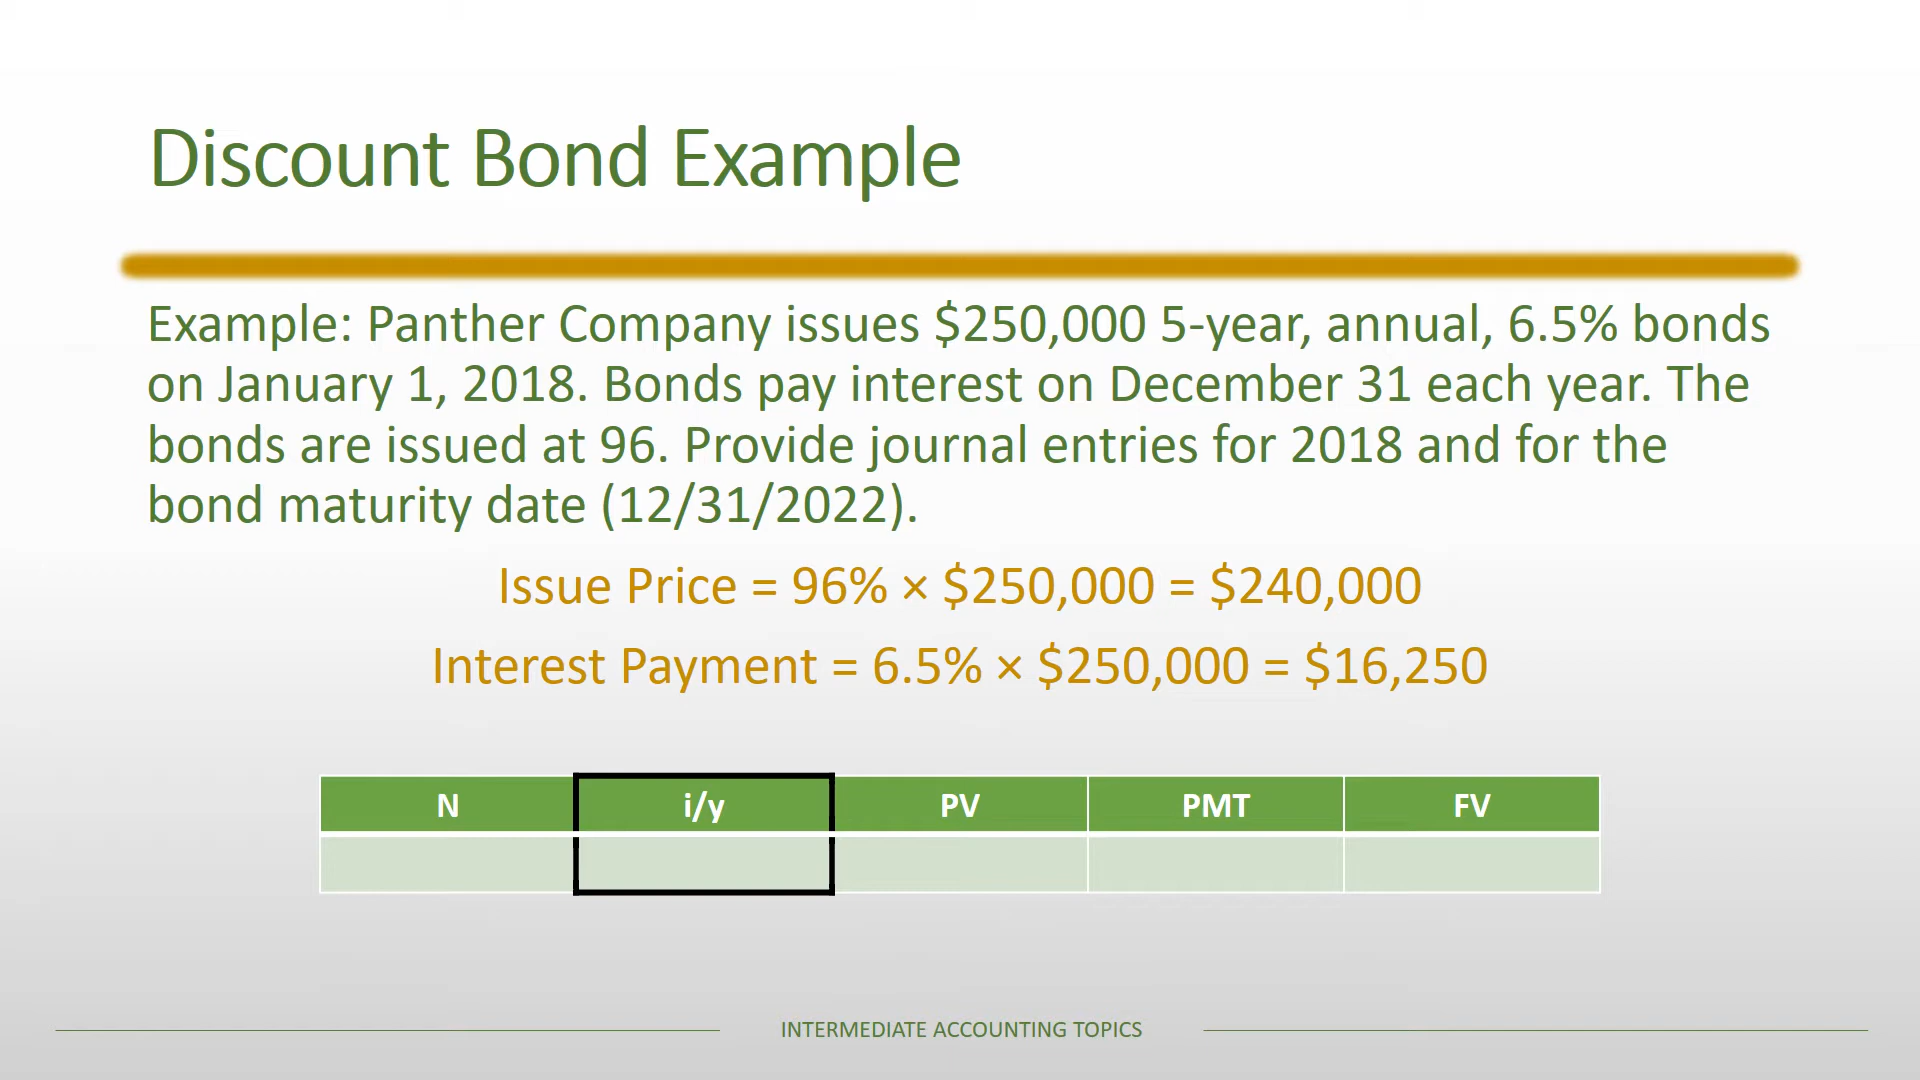 Discount Bond Example
Example: Panther Company issues $250,000 5-year, annual, 6.5% bonds
on January 1, 2018. Bonds pay interest on December 31 each year. The
bonds are issued at 96. Provide journal entries for 2018 and for the
bond maturity date (12/31/2022).
Issue Price = 96% × $250,000 = $240,000
Interest Payment = 6.5% × $250,000 = $16,250
N i/y PV PMT FV
INTERMEDIATE ACCOUNTING TOPICS